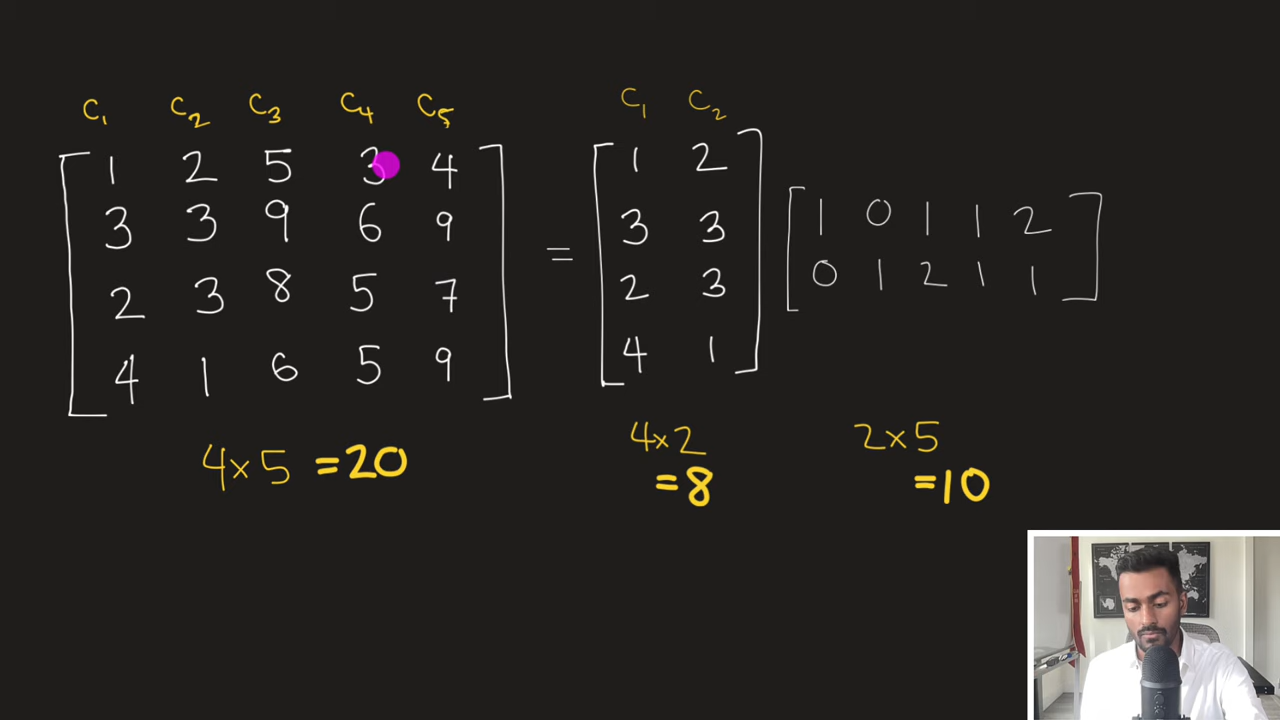 C₁ C₂ C₃ C₄ C₅ C₁ C₂
1 2 5 3 4 1 2
3 3 9 6 9 = 3 3 1 0 1 1 2
2 3 8 5 7 2 3 0 1 2 1 1
4 1 6 5 9 4 1
4×5 =20 4×2 2×5
=8 =10